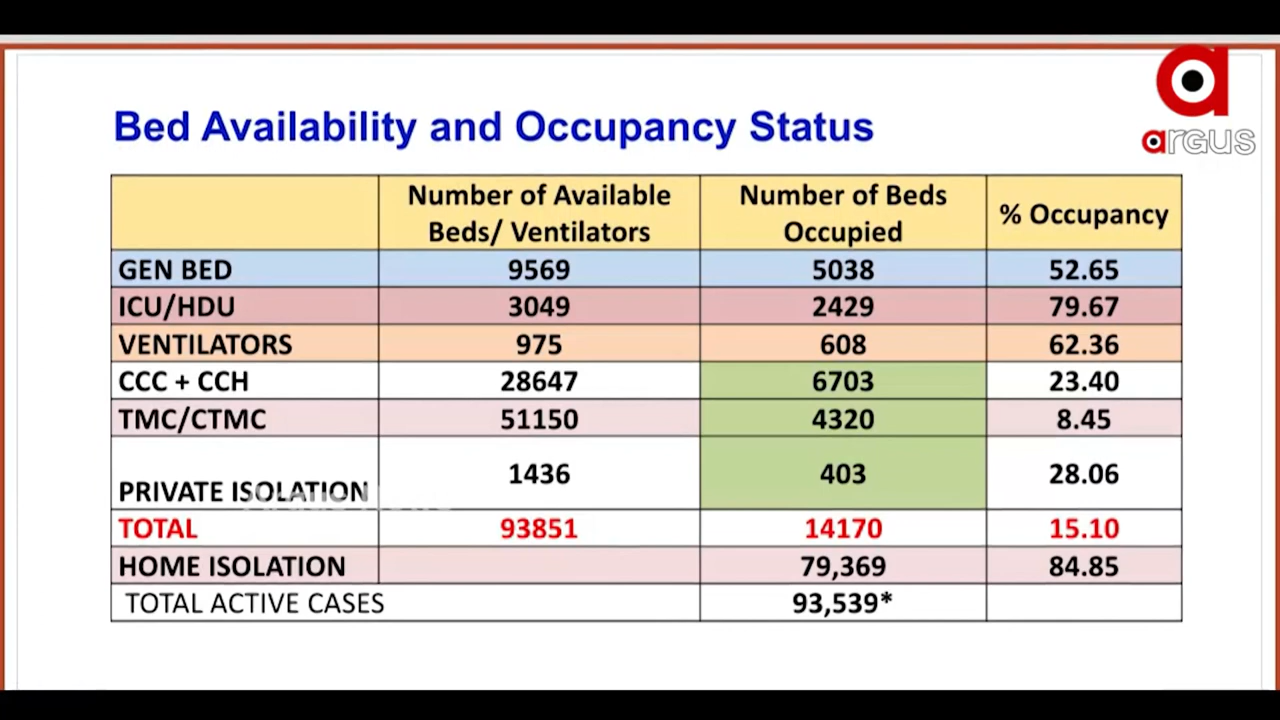 argus
Bed Availability and Occupancy Status
Number of Available Beds/ Ventilators Number of Beds Occupied % Occupancy
GEN BED 9569 5038 52.65
ICU/HDU 3049 2429 79.67
VENTILATORS 975 608 62.36
CCC + CCH 28647 6703 23.40
TMC/CTMC 51150 4320 8.45
PRIVATE ISOLATION 1436 403 28.06
TOTAL 93851 14170 15.10
HOME ISOLATION 79,369 84.85
TOTAL ACTIVE CASES 93,539*